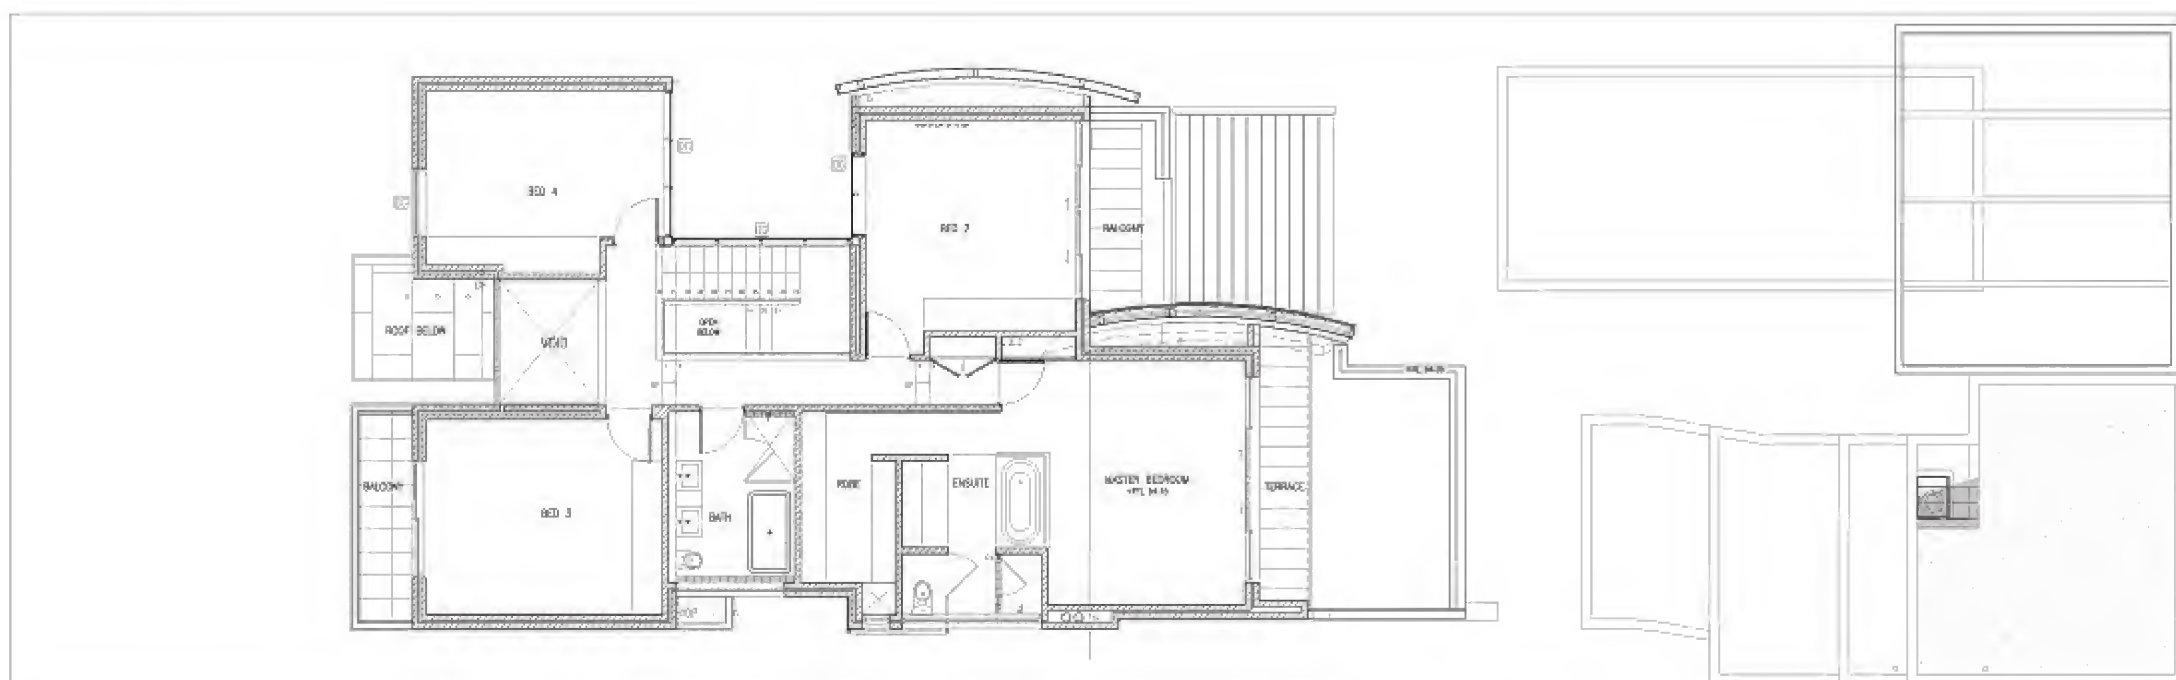 BED 4
BED 2
BALCONY
ROOF BELOW
VOID
OPEN
BELOW
BALCONY
BED 3
BATH
ROBE
ENSUITE
MASTER BEDROOM
TERRACE